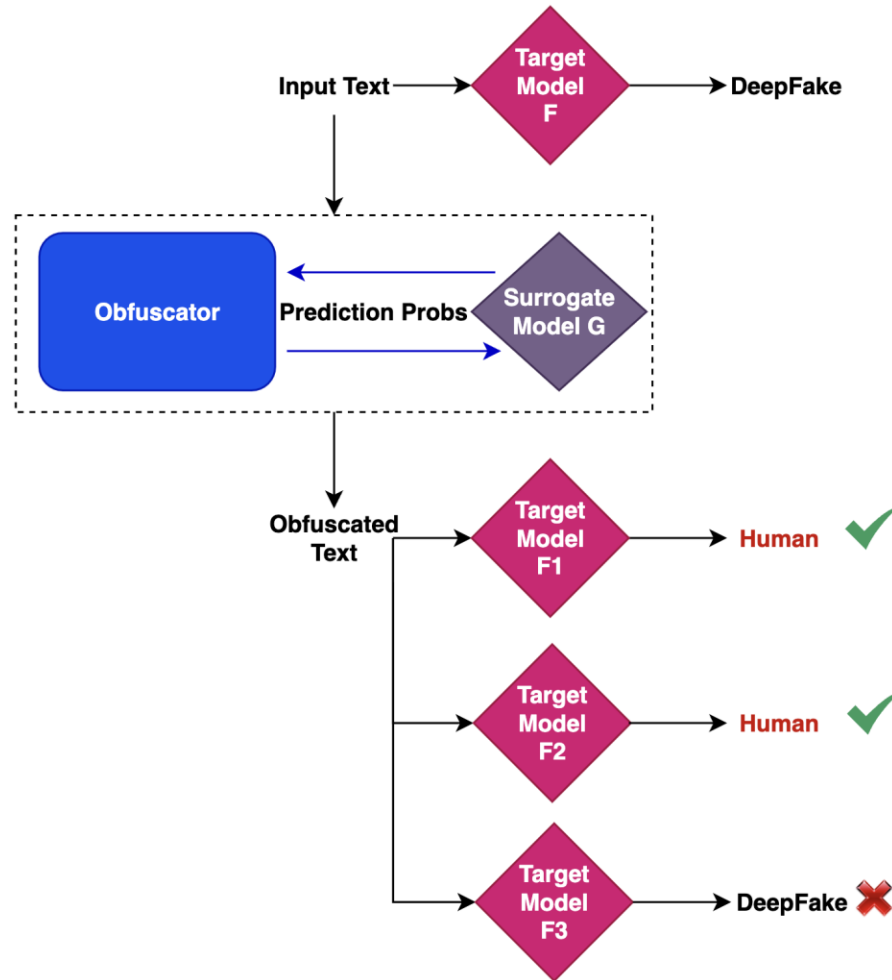 Input Text
Target
Model
F
DeepFake
Obfuscator
Prediction Probs
Surrogate
Model G
Obfuscated
Text
Target
Model
F1
Human
Target
Model
F2
Human
Target
Model
F3
DeepFake